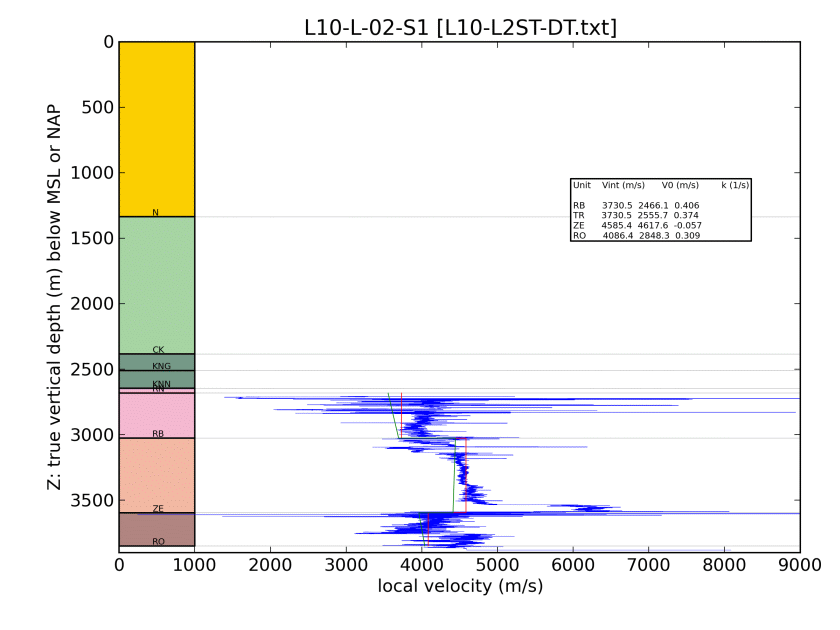 L10-L-02-S1 [L10-L2ST-DT.txt]
Z: true vertical depth (m) below MSL or NAP
0
500
1000
1500
2000
2500
3000
3500
N
CK
KNG
KNN
RN
RB
ZE
RO
Unit Vint (m/s) V0 (m/s) k (1/s)
RB 3730.5 2466.1 0.406
TR 3730.5 2555.7 0.374
ZE 4585.4 4617.6 -0.057
RO 4086.4 2848.3 0.309
0 1000 2000 3000 4000 5000 6000 7000 8000 9000
local velocity (m/s)